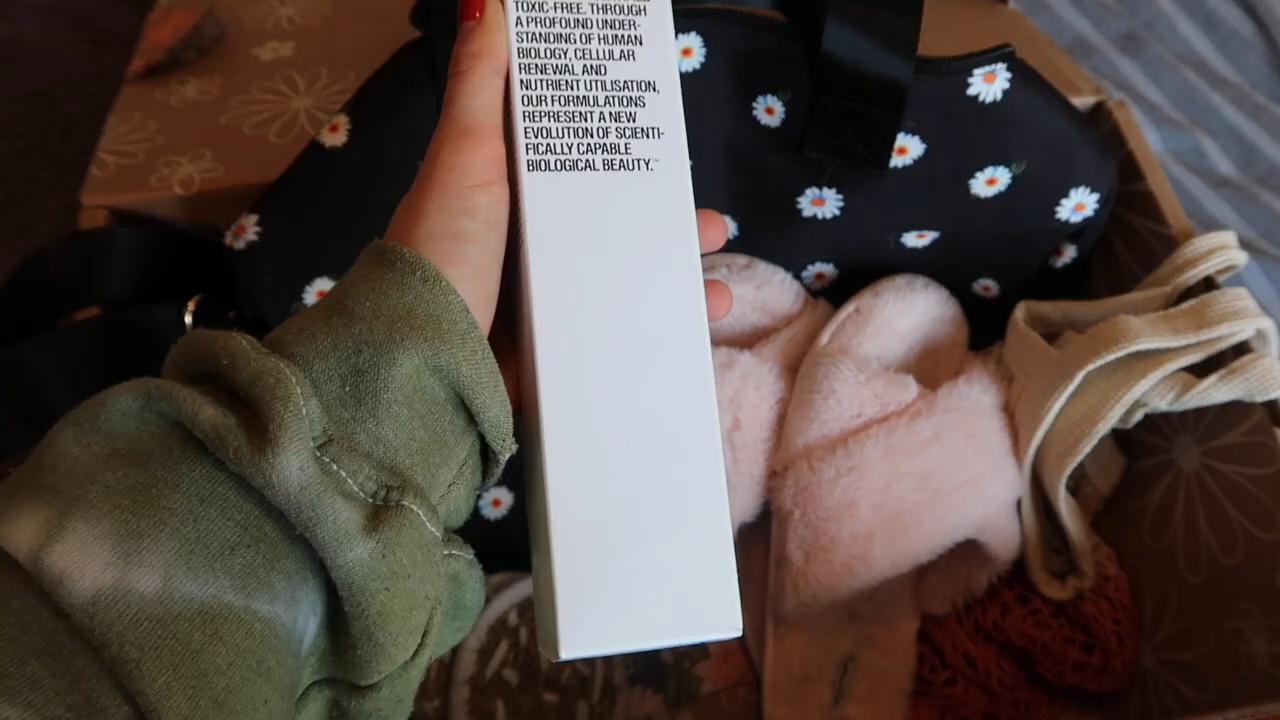 TOXIC-FREE. THROUGH
A PROFOUND UNDER-
STANDING OF HUMAN
BIOLOGY, CELLULAR
RENEWAL AND
NUTRIENT UTILISATION,
OUR FORMULATIONS
REPRESENT A NEW
EVOLUTION OF SCIENTI-
FICALLY CAPABLE
BIOLOGICAL BEAUTY.™